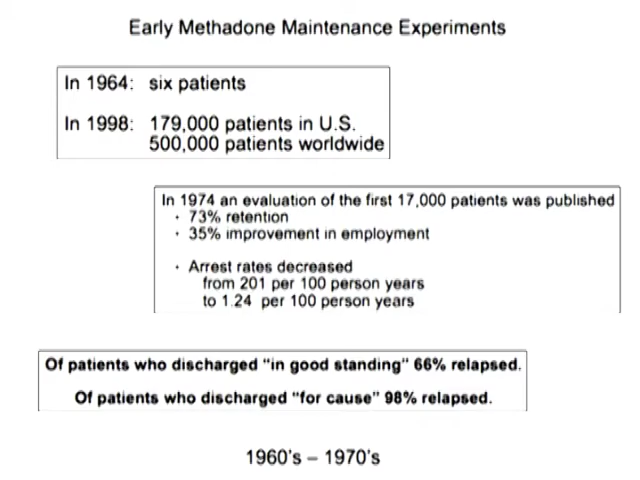 Early Methadone Maintenance Experiments
In 1964: six patients
In 1998: 179,000 patients in U.S.
500,000 patients worldwide
In 1974 an evaluation of the first 17,000 patients was published
· 73% retention
· 35% improvement in employment
· Arrest rates decreased
from 201 per 100 person years
to 1.24 per 100 person years
Of patients who discharged "in good standing" 66% relapsed.
Of patients who discharged "for cause" 98% relapsed.
1960's – 1970's